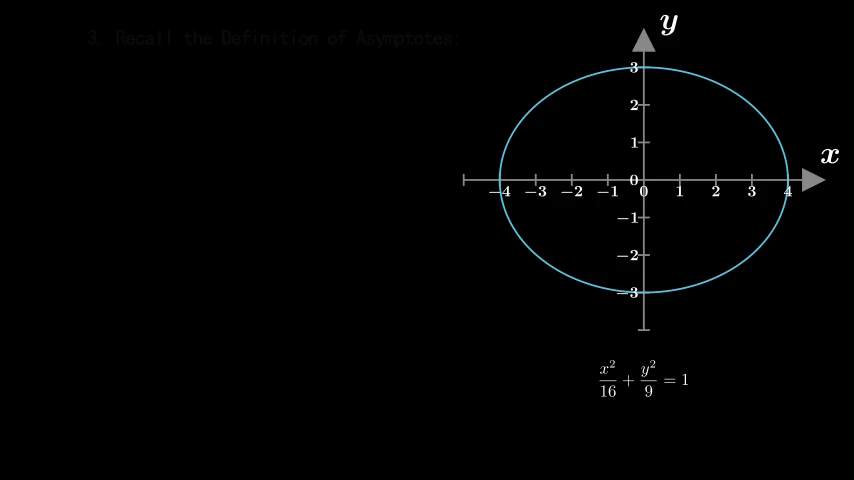 3. Recall the Definition of Asymptotes:
y
3
2
1
x
0
−4 −3 −2 −1 0 1 2 3 4
−1
−2
−3
x²/16 + y²/9 = 1